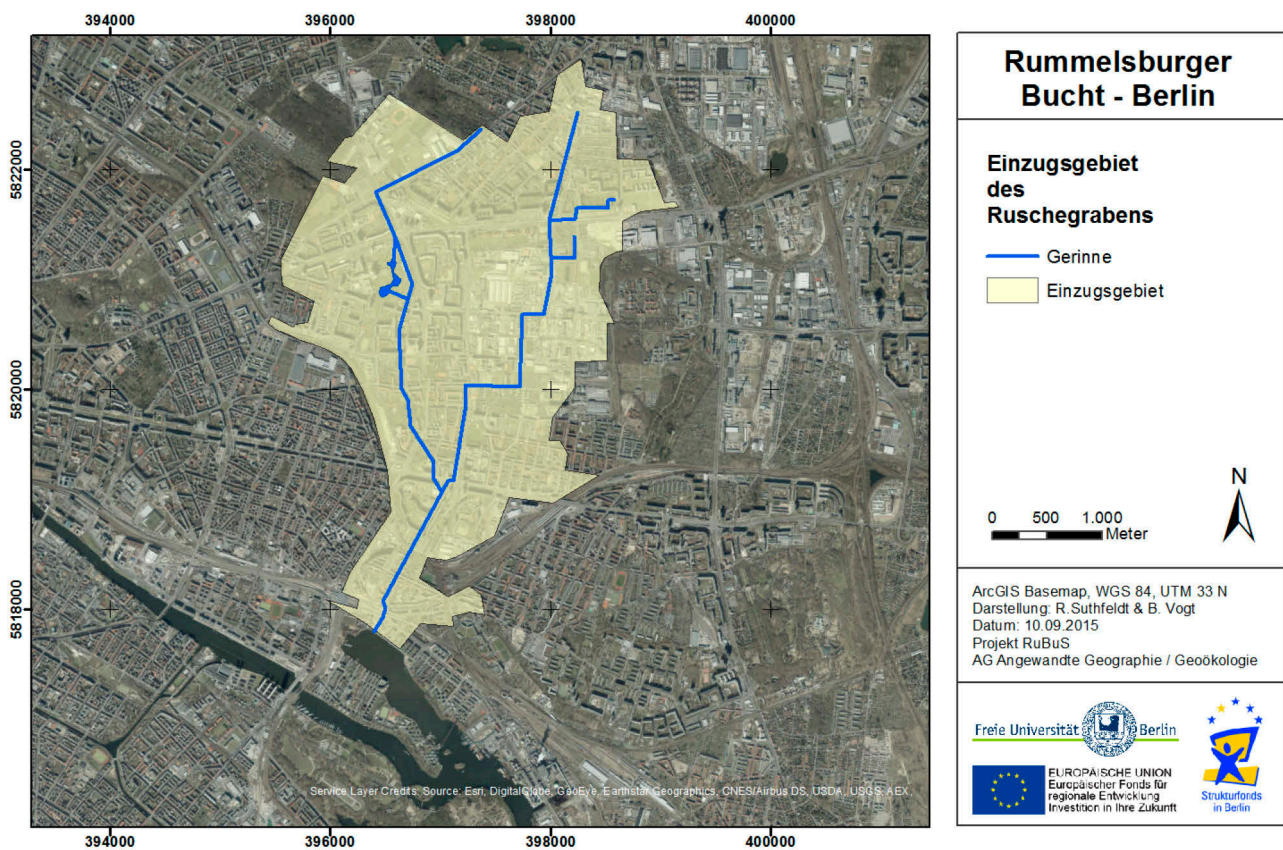 394000 396000 398000 400000
5822000
5820000
5818000
394000 396000 398000 400000
Service Layer Credits: Source: Esri, DigitalGlobe, GeoEye, Earthstar Geographics, CNES/Airbus DS, USDA, USGS, AEX,
Rummelsburger
Bucht - Berlin
Einzugsgebiet
des
Ruschegrabens
Gerinne
Einzugsgebiet
N
0 500 1.000
Meter
ArcGIS Basemap, WGS 84, UTM 33 N
Darstellung: R.Suthfeldt & B. Vogt
Datum: 10.09.2015
Projekt RuBuS
AG Angewandte Geographie / Geoökologie
Freie Universität Berlin
EUROPÄISCHE UNION
Europäischer Fonds für
regionale Entwicklung
Investition in Ihre Zukunft
Strukturfonds
in Berlin